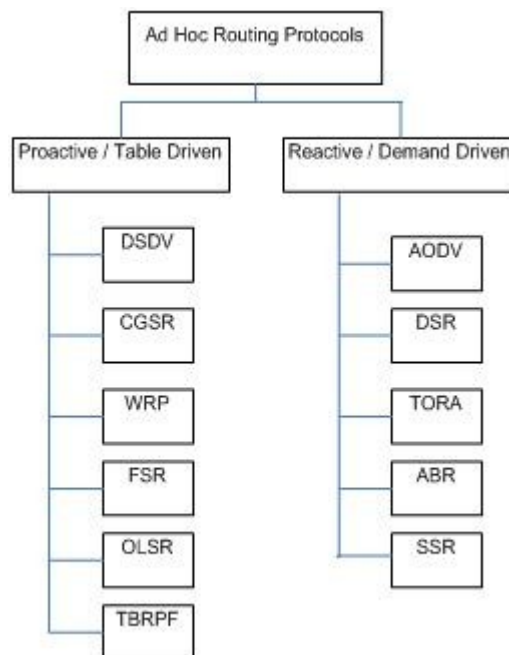 Ad Hoc Routing Protocols
Proactive / Table Driven
Reactive / Demand Driven
DSDV
CGSR
WRP
FSR
OLSR
TBRPF
AODV
DSR
TORA
ABR
SSR